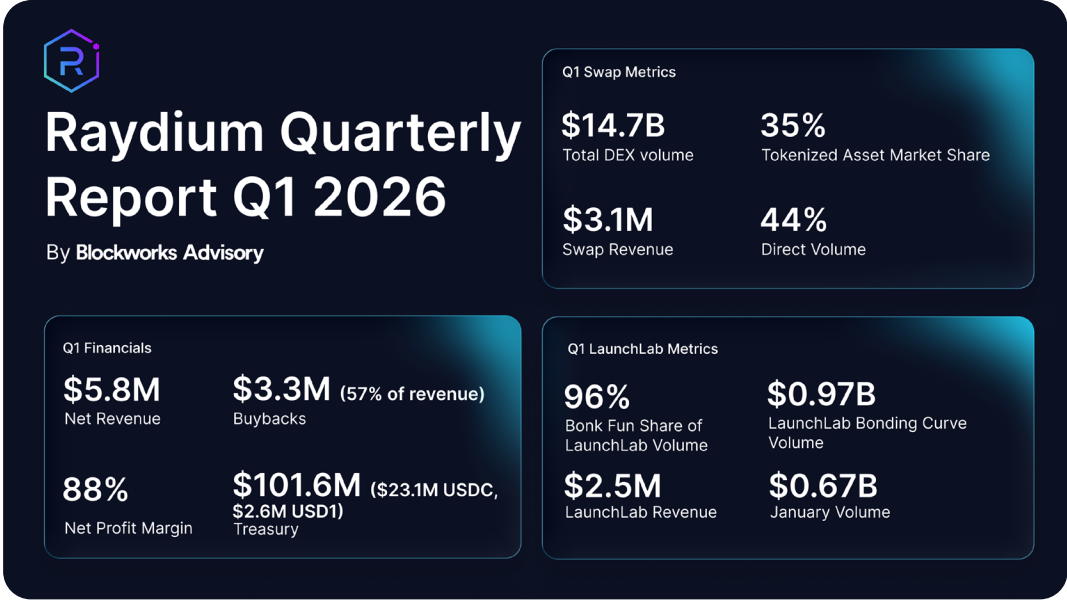 Raydium Quarterly
Report Q1 2026
By Blockworks Advisory
Q1 Swap Metrics
$14.7B
Total DEX volume
35%
Tokenized Asset Market Share
$3.1M
Swap Revenue
44%
Direct Volume
Q1 Financials
$5.8M
Net Revenue
$3.3M (57% of revenue)
Buybacks
88%
Net Profit Margin
$101.6M ($23.1M USDC,
$2.6M USD1)
Treasury
Q1 LaunchLab Metrics
96%
Bonk Fun Share of
LaunchLab Volume
$0.97B
LaunchLab Bonding Curve
Volume
$2.5M
LaunchLab Revenue
$0.67B
January Volume